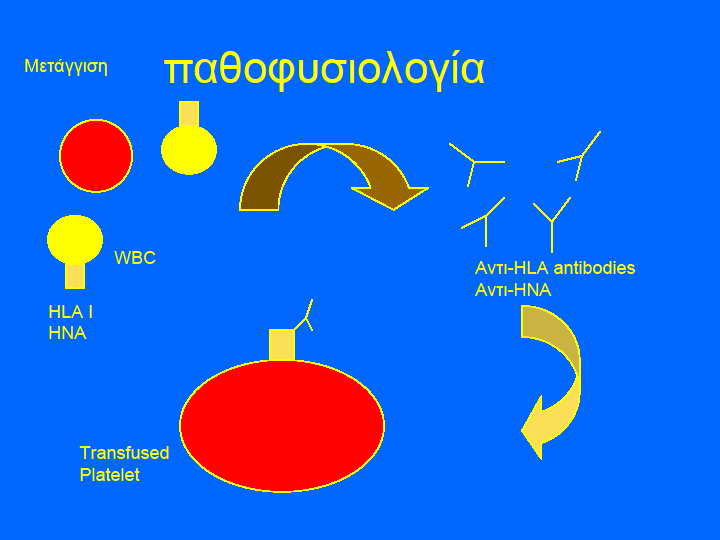 Μετάγγιση
παθοφυσιολογία
WBC
HLA I
HNA
Αντι-HLA antibodies
Αντι-HNA
Transfused
Platelet